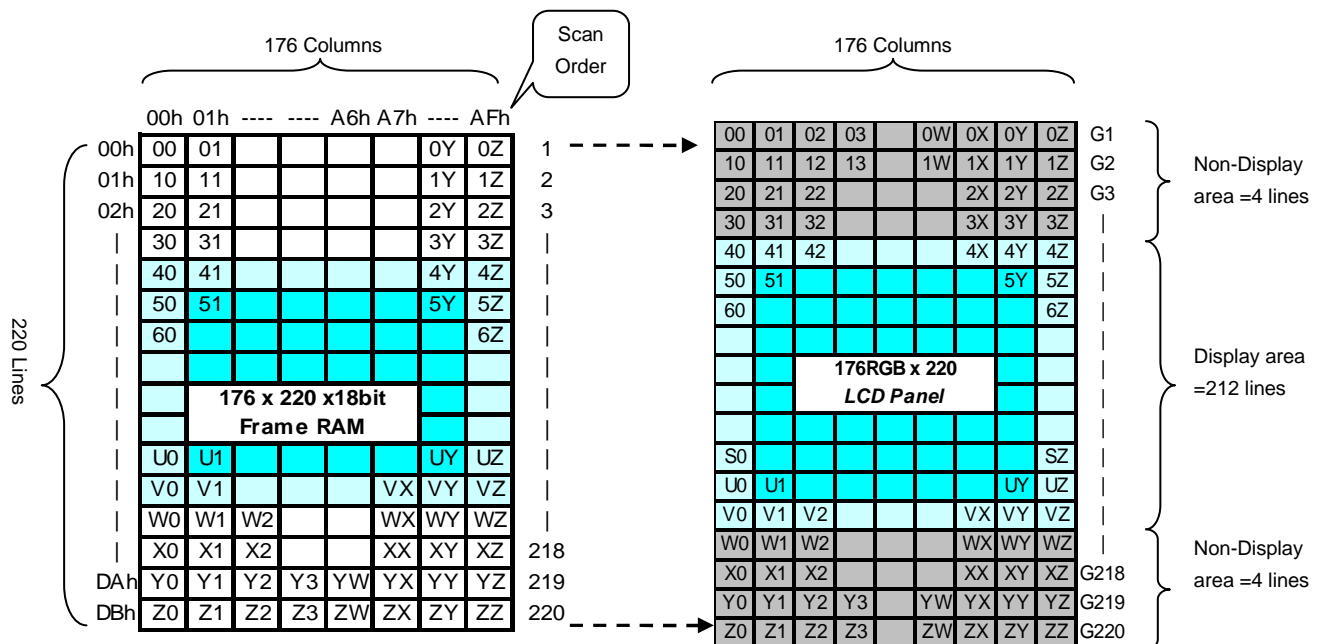 176 Columns
Scan
Order
176 Columns
00h 01h ---- ---- A6h A7h ---- AFh
00h 00 01 0Y 0Z 1
01h 10 11 1Y 1Z 2
02h 20 21 2Y 2Z 3
30 31 3Y 3Z
40 41 4Y 4Z
50 51 5Y 5Z
60 6Z
220 Lines
176 x 220 x18bit
Frame RAM
U0 U1 UY UZ
V0 V1 VX VY VZ
W0 W1 W2 WX WY WZ
X0 X1 X2 XX XY XZ 218
DAh Y0 Y1 Y2 Y3 YW YX YY YZ 219
DBh Z0 Z1 Z2 Z3 ZW ZX ZY ZZ 220
00 01 02 03 0W 0X 0Y 0Z G1
10 11 12 13 1W 1X 1Y 1Z G2
20 21 22 2X 2Y 2Z G3
30 31 32 3X 3Y 3Z
40 41 42 4X 4Y 4Z
50 51 5Y 5Z
60 6Z
176RGB x 220
LCD Panel
S0 SZ
U0 U1 UY UZ
V0 V1 V2 VX VY VZ
W0 W1 W2 WX WY WZ
X0 X1 X2 XX XY XZ G218
Y0 Y1 Y2 Y3 YW YX YY YZ G219
Z0 Z1 Z2 Z3 ZW ZX ZY ZZ G220
Non-Display
area =4 lines
Display area
=212 lines
Non-Display
area =4 lines